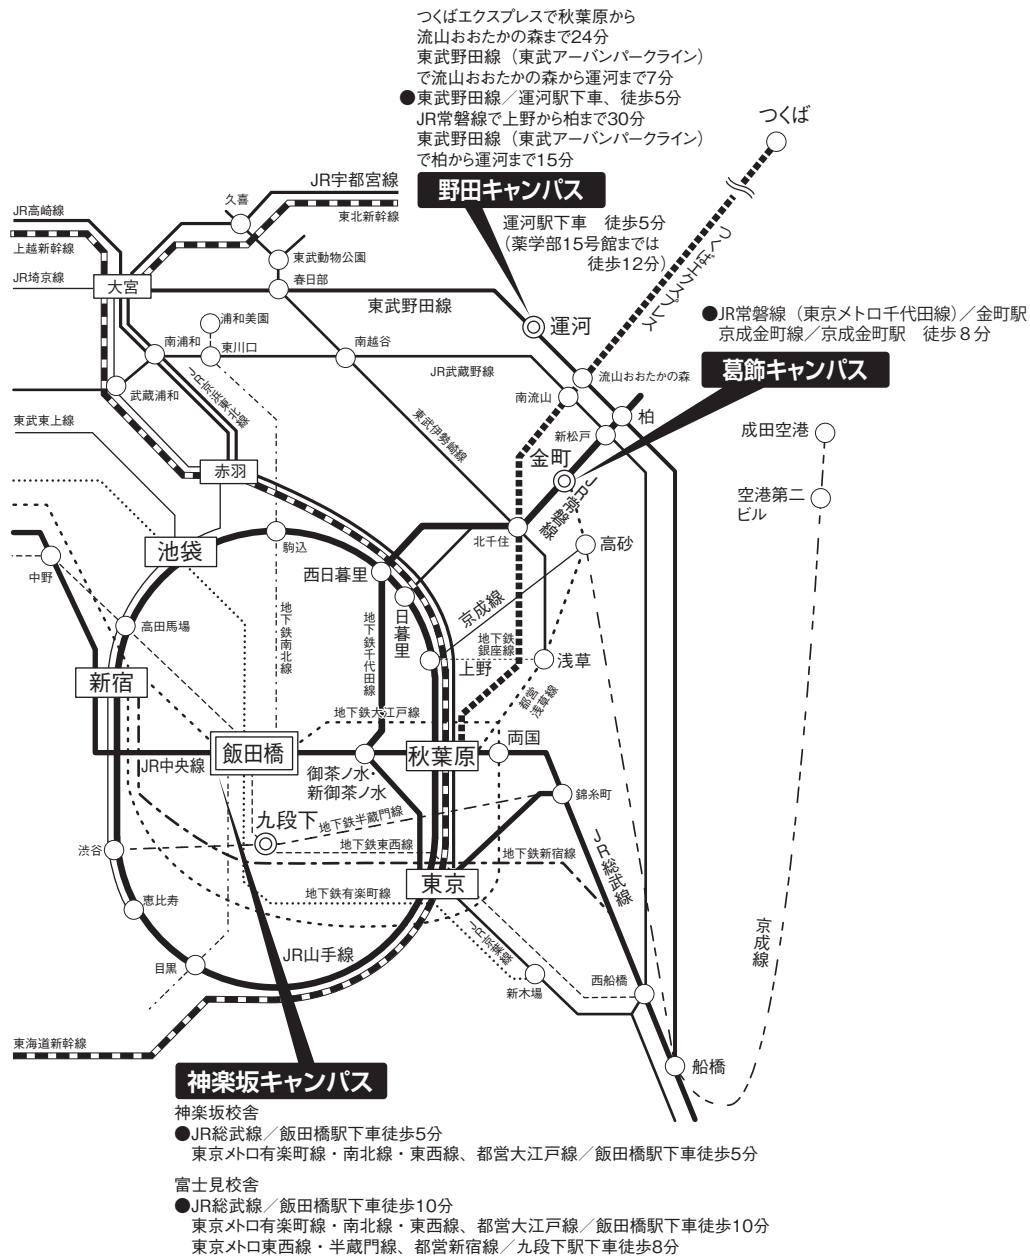 つくばエクスプレスで秋葉原から
流山おおたかの森まで24分
東武野田線（東武アーバンパークライン）
で流山おおたかの森から運河まで7分
●東武野田線／運河駅下車、徒歩5分
JR常磐線で上野から柏まで30分
東武野田線（東武アーバンパークライン）
で柏から運河まで15分
野田キャンパス
運河駅下車　徒歩5分
（薬学部15号館までは
徒歩12分）
つくば
つくばエクスプレス
JR宇都宮線
東北新幹線
久喜
JR高崎線
上越新幹線
JR埼京線
大宮
東武動物公園
春日部
東武野田線
運河
●JR常磐線（東京メトロ千代田線）／金町駅
京成金町線／京成金町駅　徒歩８分
葛飾キャンパス
浦和美園
南浦和
東川口
南越谷
JR武蔵野線
流山おおたかの森
南流山
武蔵浦和
JR京浜東北線
東武東上線
東武伊勢崎線
柏
新松戸
金町
成田空港
空港第二
ビル
赤羽
JR常磐線
北千住
高砂
池袋
駒込
西日暮里
日暮里
京成線
中野
高田馬場
地下鉄南北線
地下鉄千代田線
地下鉄
銀座線
上野
浅草
新宿
都営
浅草線
地下鉄大江戸線
飯田橋
JR中央線
御茶ノ水・
新御茶ノ水
秋葉原
両国
錦糸町
九段下
地下鉄半蔵門線
地下鉄東西線
地下鉄新宿線
JR総武線
渋谷
恵比寿
地下鉄有楽町線
東京
京成線
JR山手線
目黒
JR京葉線
新木場
西船橋
東海道新幹線
船橋
神楽坂キャンパス
神楽坂校舎
●JR総武線／飯田橋駅下車徒歩5分
東京メトロ有楽町線・南北線・東西線、都営大江戸線／飯田橋駅下車徒歩5分
富士見校舎
●JR総武線／飯田橋駅下車徒歩10分
東京メトロ有楽町線・南北線・東西線、都営大江戸線／飯田橋駅下車徒歩10分
東京メトロ東西線・半蔵門線、都営新宿線／九段下駅下車徒歩8分